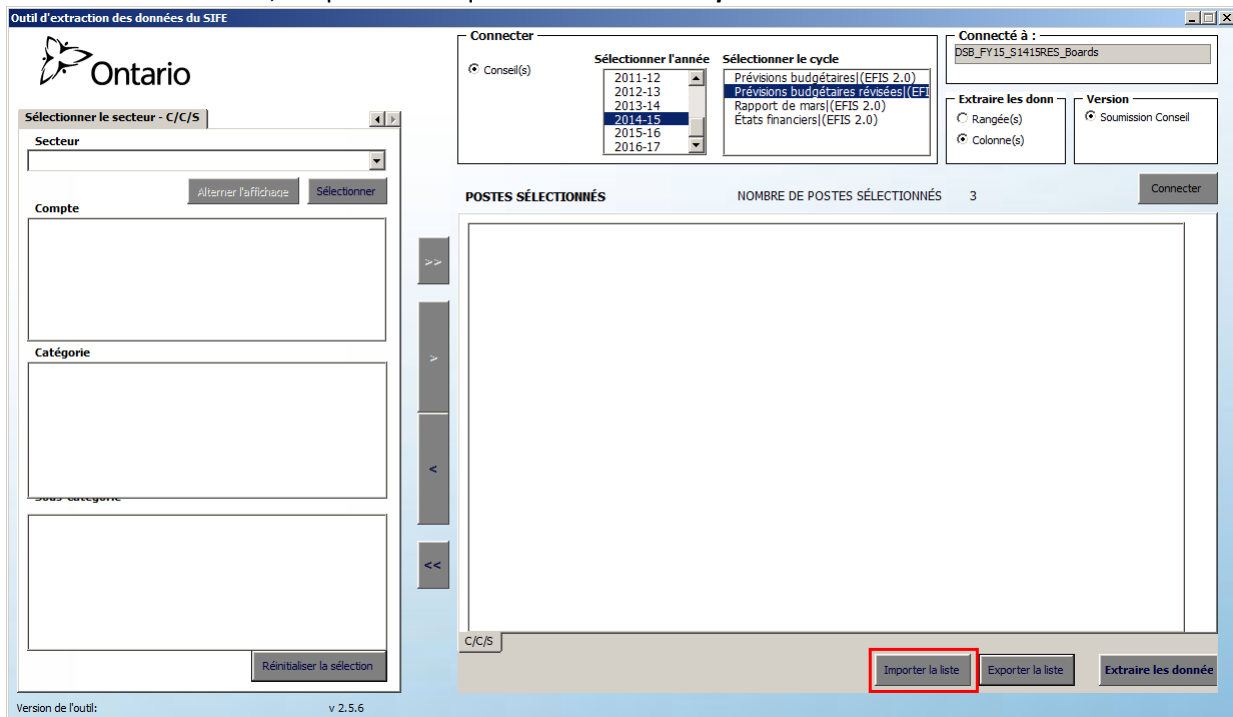 Outil d'extraction des données du SIFE
Ontario
Sélectionner le secteur - C/C/S
Secteur
Alterner l'affichage
Sélectionner
Compte
Catégorie
Réinitialiser la sélection
Version de l'outil:
v 2.5.6
>>
>
<
<<
Connecter
Conseil(s)
Sélectionner l'année
2011-12
2012-13
2013-14
2014-15
2015-16
2016-17
Sélectionner le cycle
Prévisions budgétaires|(EFIS 2.0)
Prévisions budgétaires révisées|(EFI
Rapport de mars|(EFIS 2.0)
États financiers|(EFIS 2.0)
Connecté à :
DSB_FY15_S1415RES_Boards
Extraire les donn
Rangée(s)
Colonne(s)
Version
Soumission Conseil
POSTES SÉLECTIONNÉS
NOMBRE DE POSTES SÉLECTIONNÉS 3
Connecter
C/C/S
Importer la liste
Exporter la liste
Extraire les donnée